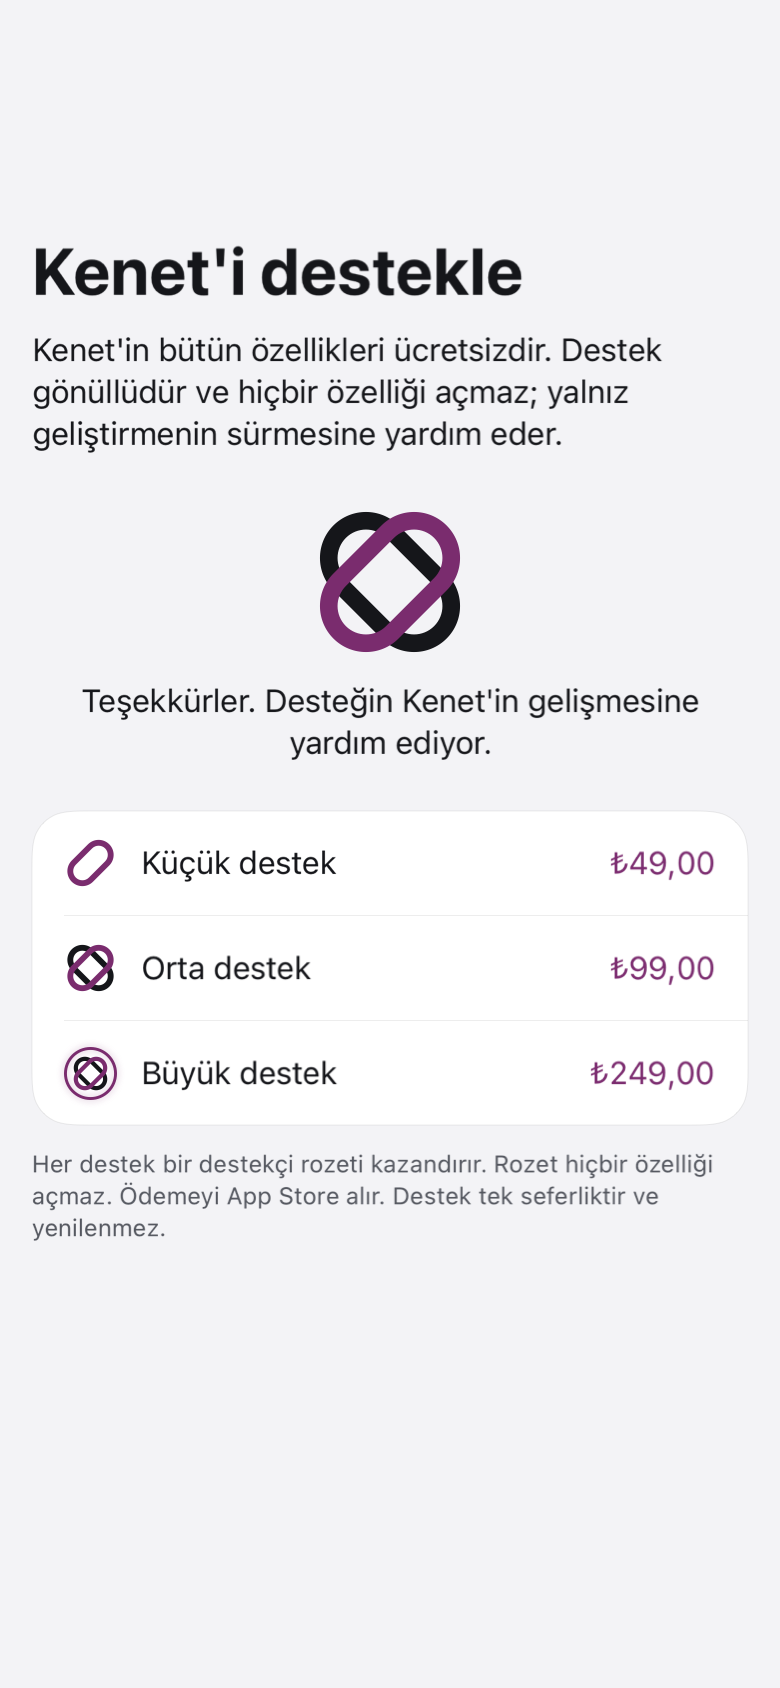 Kenet'i destekle
Kenet'in bütün özellikleri ücretsizdir. Destek
gönüllüdür ve hiçbir özelliği açmaz; yalnız
geliştirmenin sürmesine yardım eder.
Teşekkürler. Desteğin Kenet'in gelişmesine
yardım ediyor.
Küçük destek ₺49,00
Orta destek ₺99,00
Büyük destek ₺249,00
Her destek bir destekçi rozeti kazandırır. Rozet hiçbir özelliği
açmaz. Ödemeyi App Store alır. Destek tek seferliktir ve
yenilenmez.